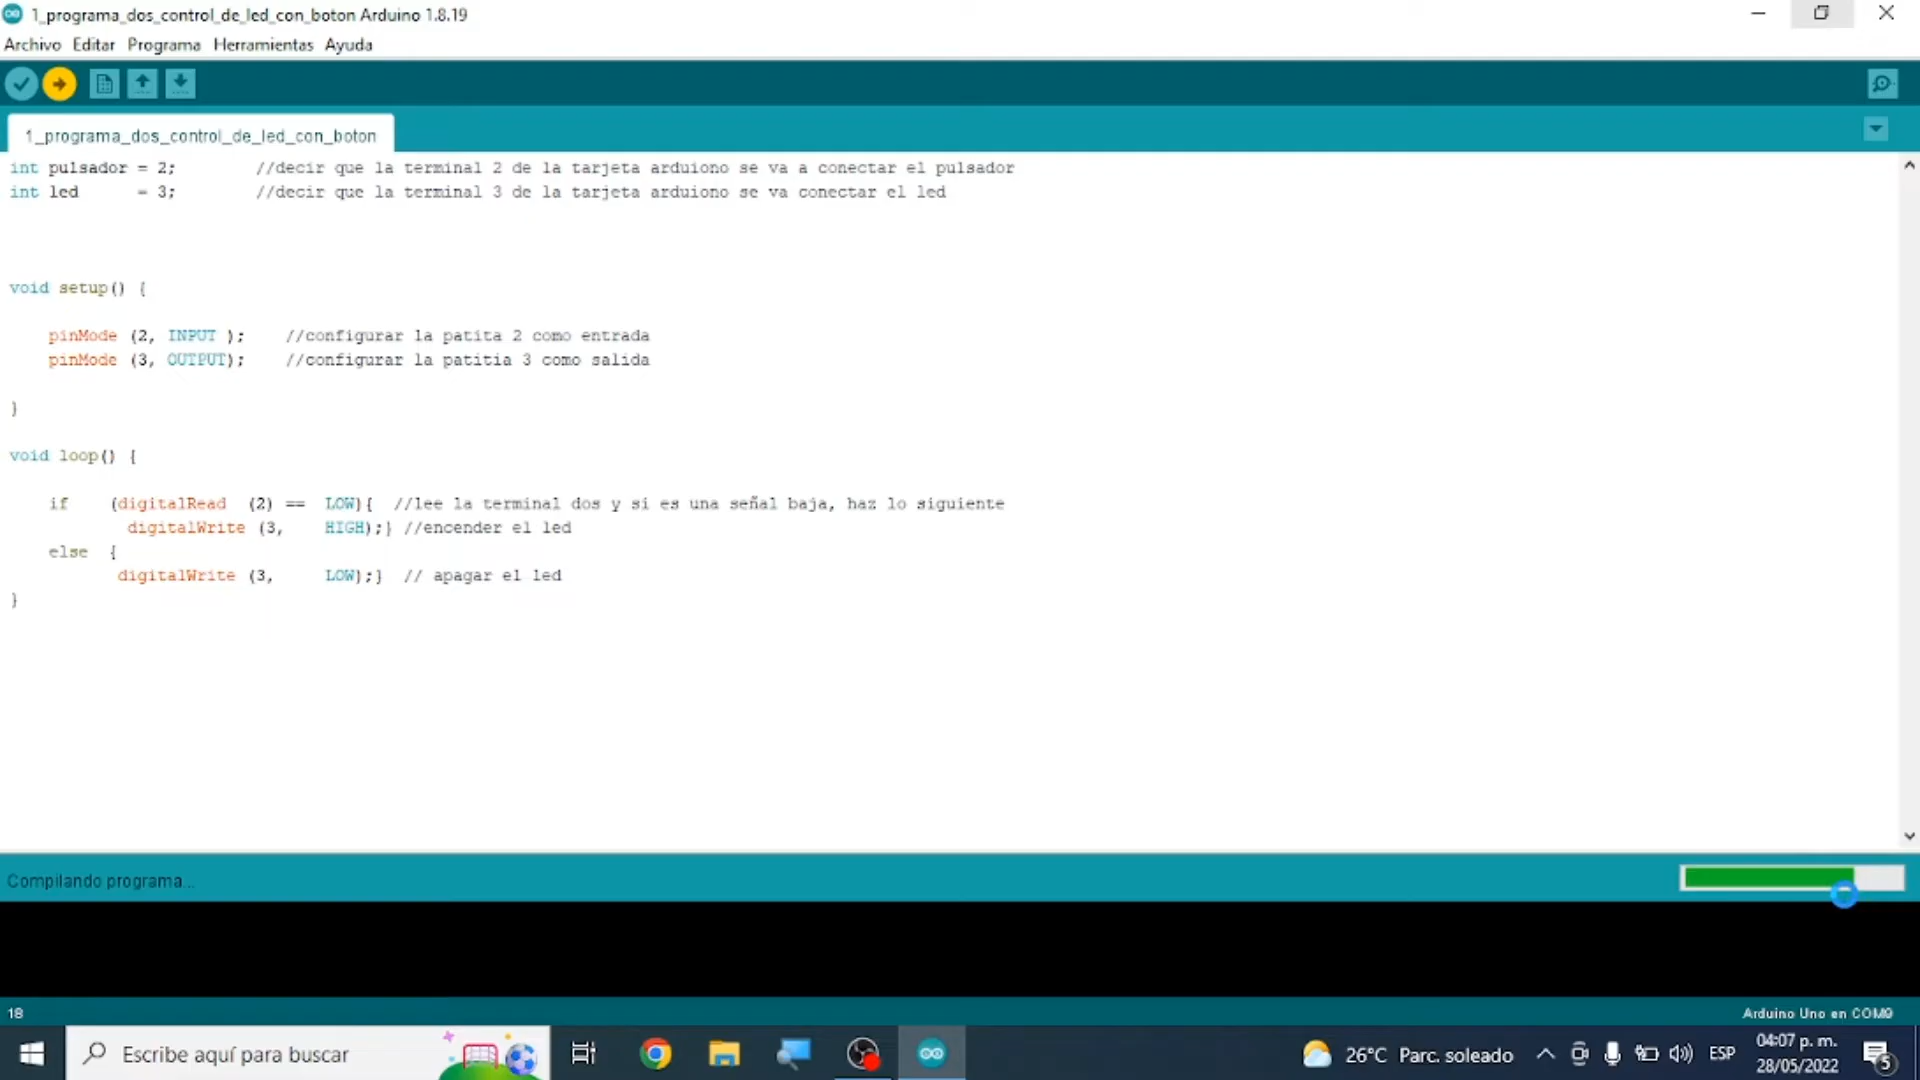 1_programa_dos_control_de_led_con_boton Arduino 1.8.19
Archivo Editar Programa Herramientas Ayuda
1_programa_dos_control_de_led_con_boton
int pulsador = 2;        //decir que la terminal 2 de la tarjeta arduiono se va a conectar el pulsador
int led      = 3;        //decir que la terminal 3 de la tarjeta arduiono se va conectar el led
void setup() {
    pinMode (2, INPUT );    //configurar la patita 2 como entrada
    pinMode (3, OUTPUT);    //configurar la patitia 3 como salida
}
void loop() {
    if    (digitalRead  (2) ==  LOW){  //lee la terminal dos y si es una señal baja, haz lo siguiente
            digitalWrite (3,    HIGH);} //encender el led
    else  {
           digitalWrite (3,     LOW);}  // apagar el led
}
Compilando programa...
18
Arduino Uno en COM9
Escribe aquí para buscar
26°C Parc. soleado
ESP
04:07 p. m.
28/05/2022
5